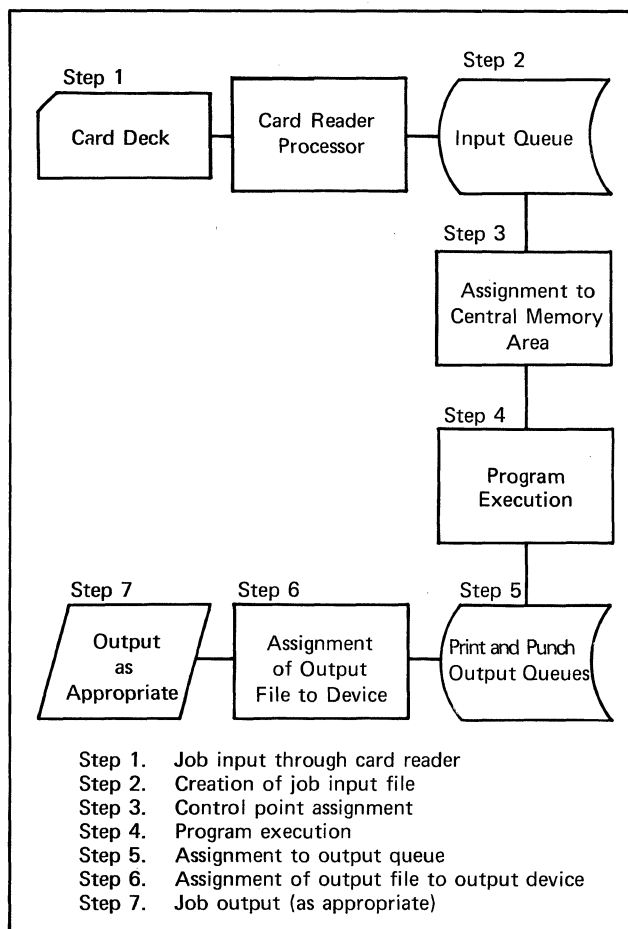 Step 1
Card Deck
Card Reader
Processor
Step 2
Input Queue
Step 3
Assignment to
Central Memory
Area
Step 4
Program
Execution
Step 5
Print and Punch
Output Queues
Step 6
Assignment
of Output
File to Device
Step 7
Output
as
Appropriate
Step 1. Job input through card reader
Step 2. Creation of job input file
Step 3. Control point assignment
Step 4. Program execution
Step 5. Assignment to output queue
Step 6. Assignment of output file to output device
Step 7. Job output (as appropriate)